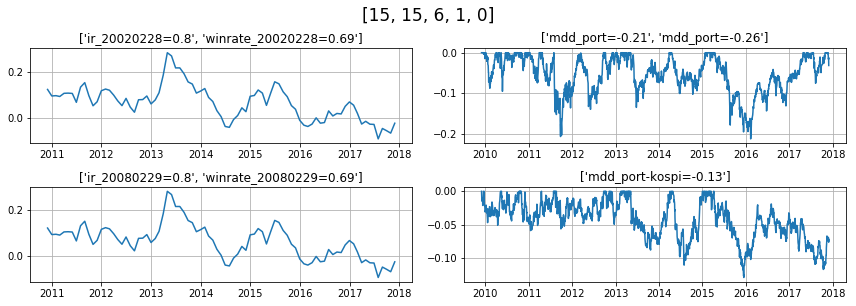 [15, 15, 6, 1, 0]
['ir_20020228=0.8', 'winrate_20020228=0.69']
0.2
0.0
2011 2012 2013 2014 2015 2016 2017 2018
['mdd_port=-0.21', 'mdd_port=-0.26']
0.0
−0.1
−0.2
2010 2011 2012 2013 2014 2015 2016 2017 2018
['ir_20080229=0.8', 'winrate_20080229=0.69']
0.2
0.0
2011 2012 2013 2014 2015 2016 2017 2018
['mdd_port-kospi=-0.13']
0.00
−0.05
−0.10
2010 2011 2012 2013 2014 2015 2016 2017 2018